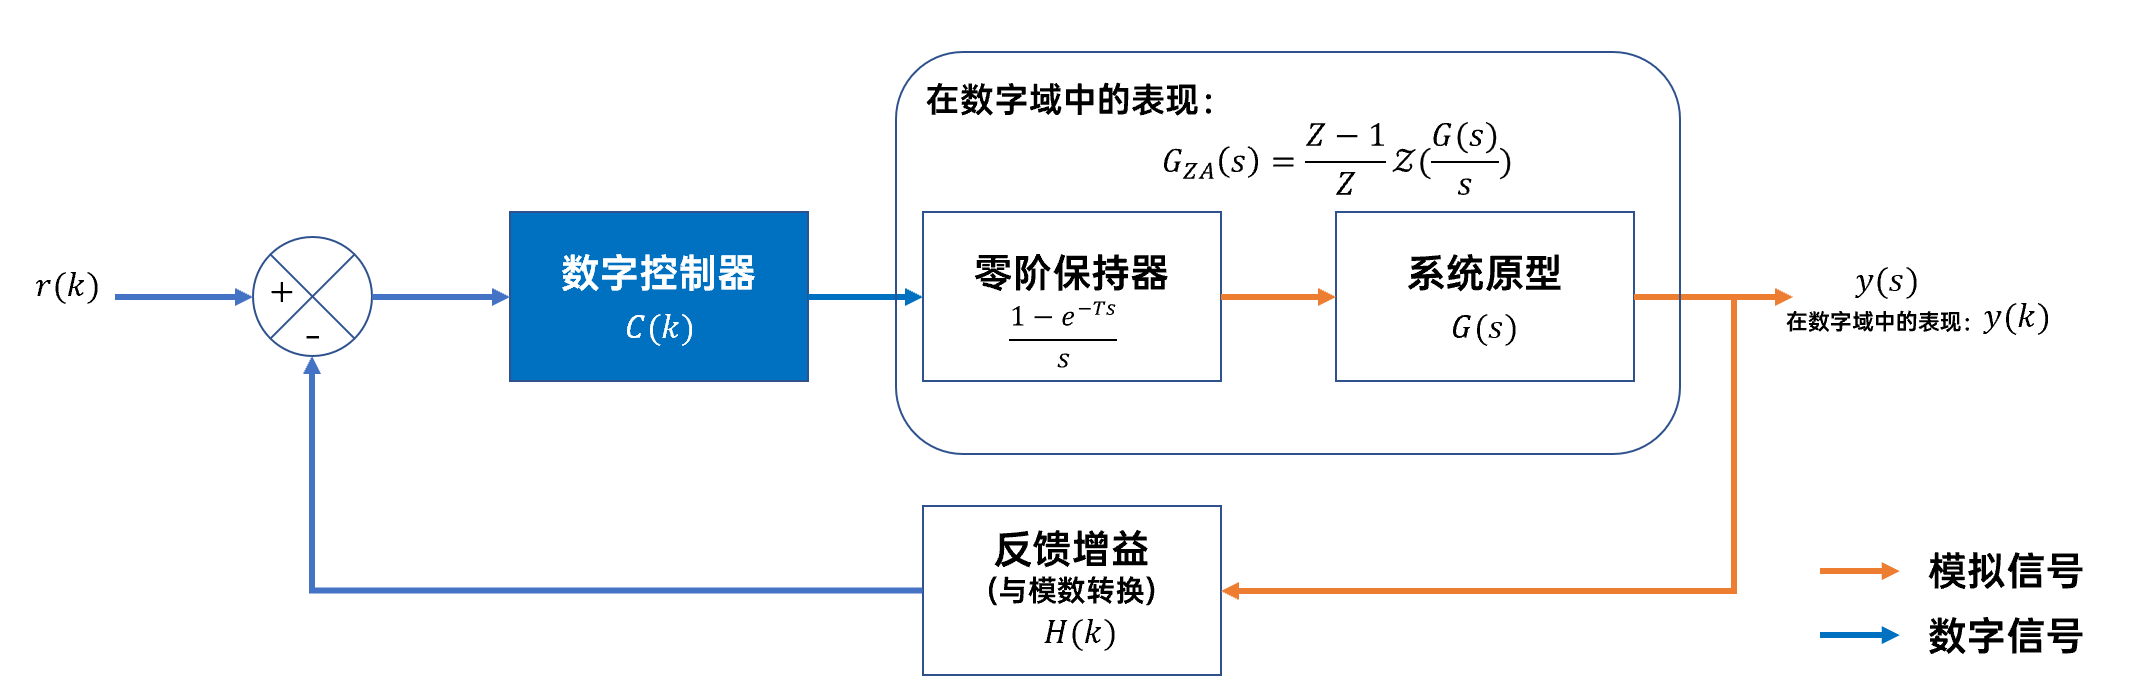 在数字域中的表现：
G_{ZA}(s) = \frac{Z-1}{Z} \mathcal{Z}(\frac{G(s)}{s})
r(k)
+
-
数字控制器
C(k)
零阶保持器
\frac{1-e^{-Ts}}{s}
系统原型
G(s)
y(s)
在数字域中的表现：y(k)
反馈增益
(与模数转换)
H(k)
模拟信号
数字信号